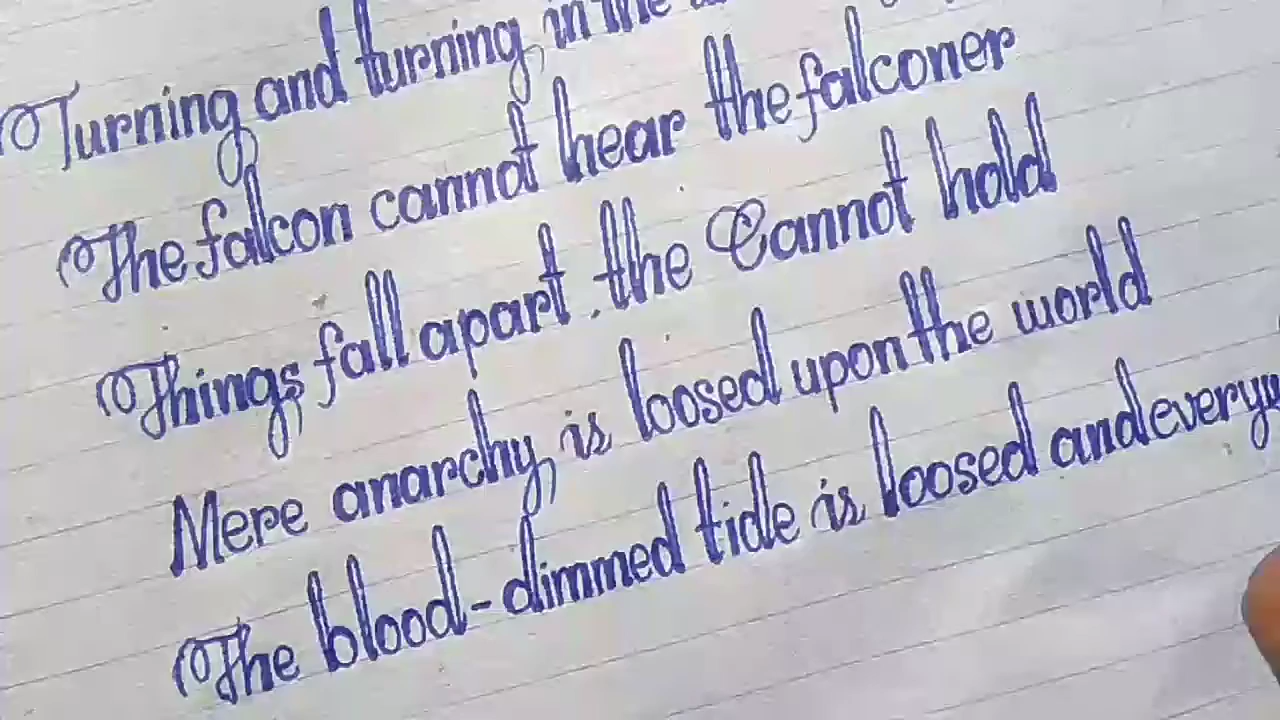 Turning and turning in the
The falcon cannot hear the falconer
Things fall apart. the Cannot hold
Mere anarchy is loosed upon the world
The blood-dimmed tide is loosed and